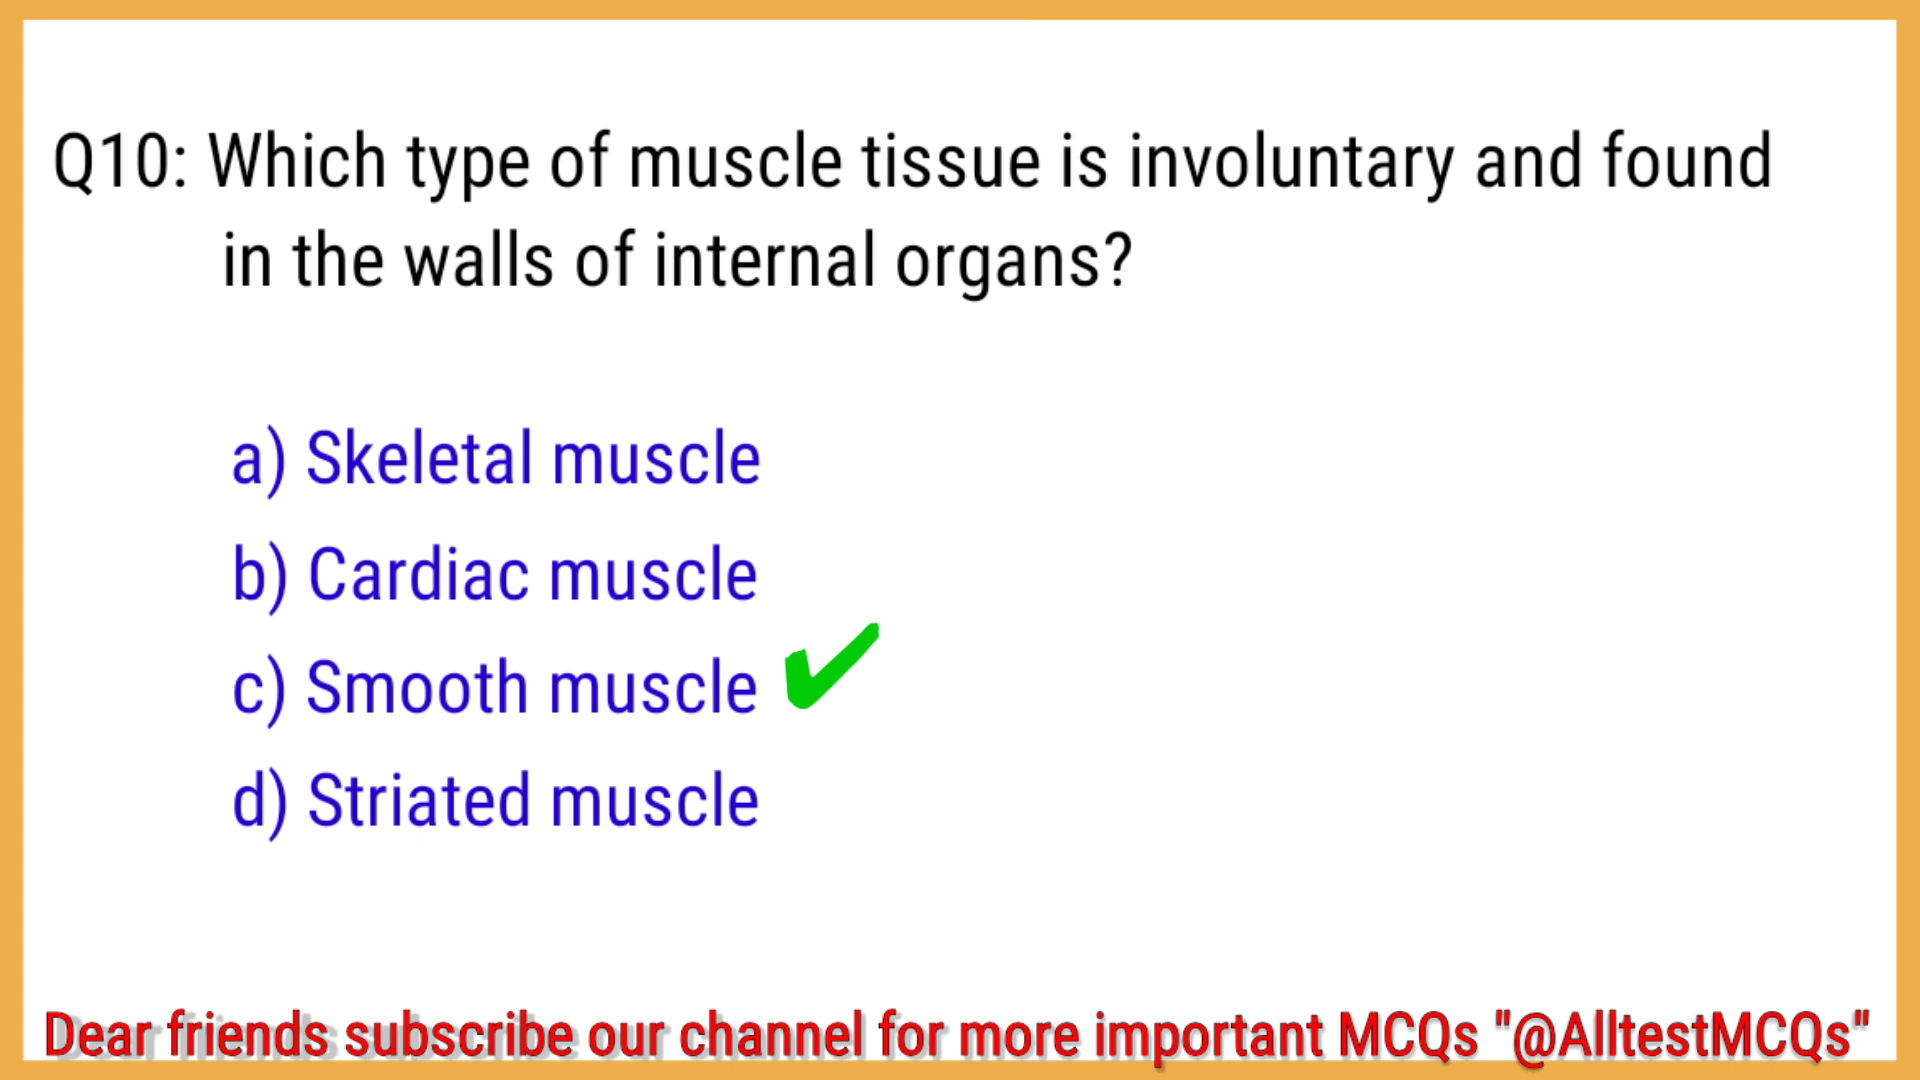 Q10: Which type of muscle tissue is involuntary and found
in the walls of internal organs?
a) Skeletal muscle
b) Cardiac muscle
c) Smooth muscle
d) Striated muscle
Dear friends subscribe our channel for more important MCQs "@AlltestMCQs"